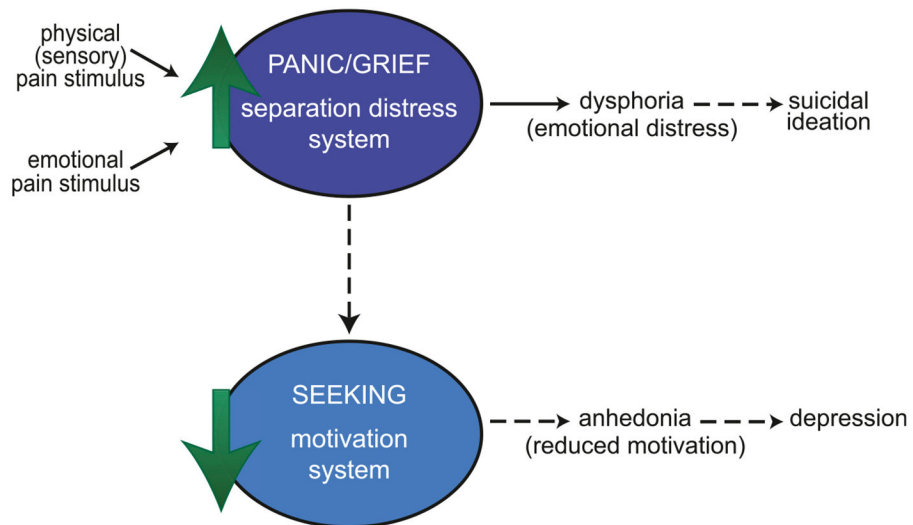 physical
(sensory)
pain stimulus
emotional
pain stimulus
PANIC/GRIEF
separation distress
system
dysphoria
(emotional distress)
suicidal
ideation
SEEKING
motivation
system
anhedonia
(reduced motivation)
depression